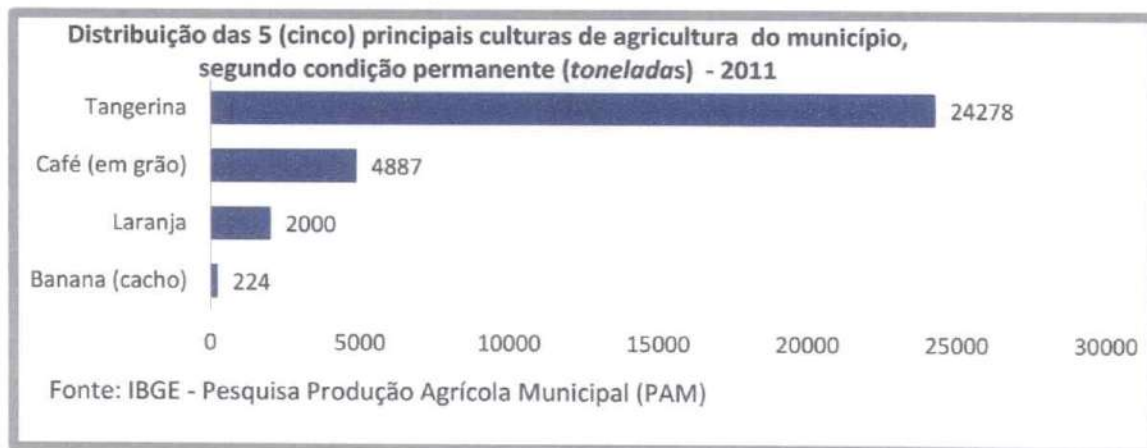 Distribuição das 5 (cinco) principais culturas de agricultura do município,
segundo condição permanente (toneladas) - 2011
Tangerina 24278
Café (em grão) 4887
Laranja 2000
Banana (cacho) 224
0 5000 10000 15000 20000 25000 30000
Fonte: IBGE - Pesquisa Produção Agrícola Municipal (PAM)